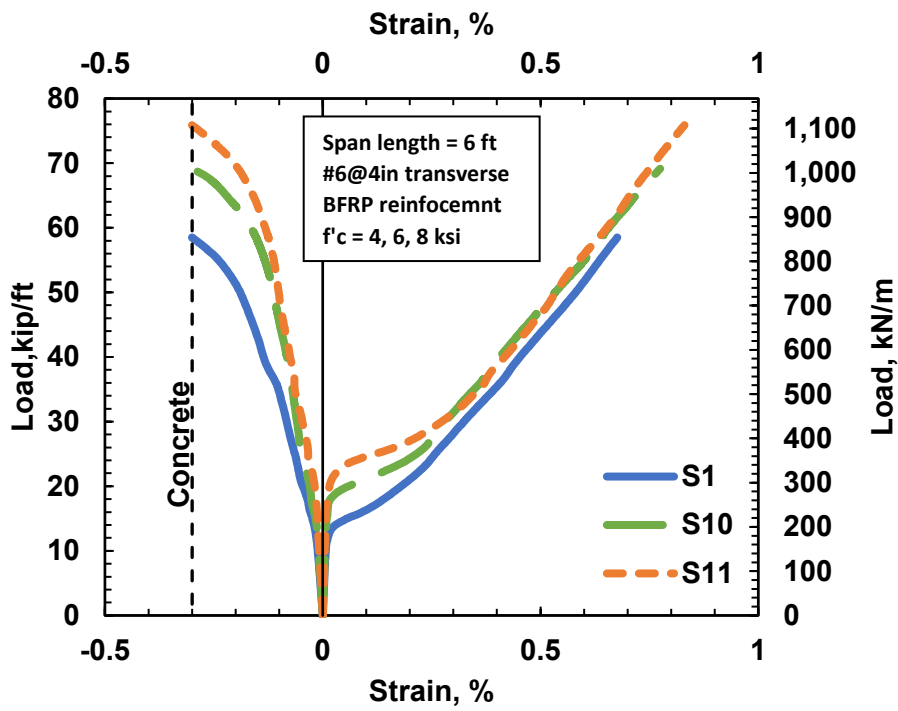 Strain, %
-0.5 0 0.5 1
80
70
60
50
40
30
20
10
0
Load,kip/ft
Concrete
Span length = 6 ft
#6@4in transverse
BFRP reinfocemnt
f'c = 4, 6, 8 ksi
S1
S10
S11
1,100
1,000
900
800
700
600
500
400
300
200
100
0
Load, kN/m
-0.5 0 0.5 1
Strain, %